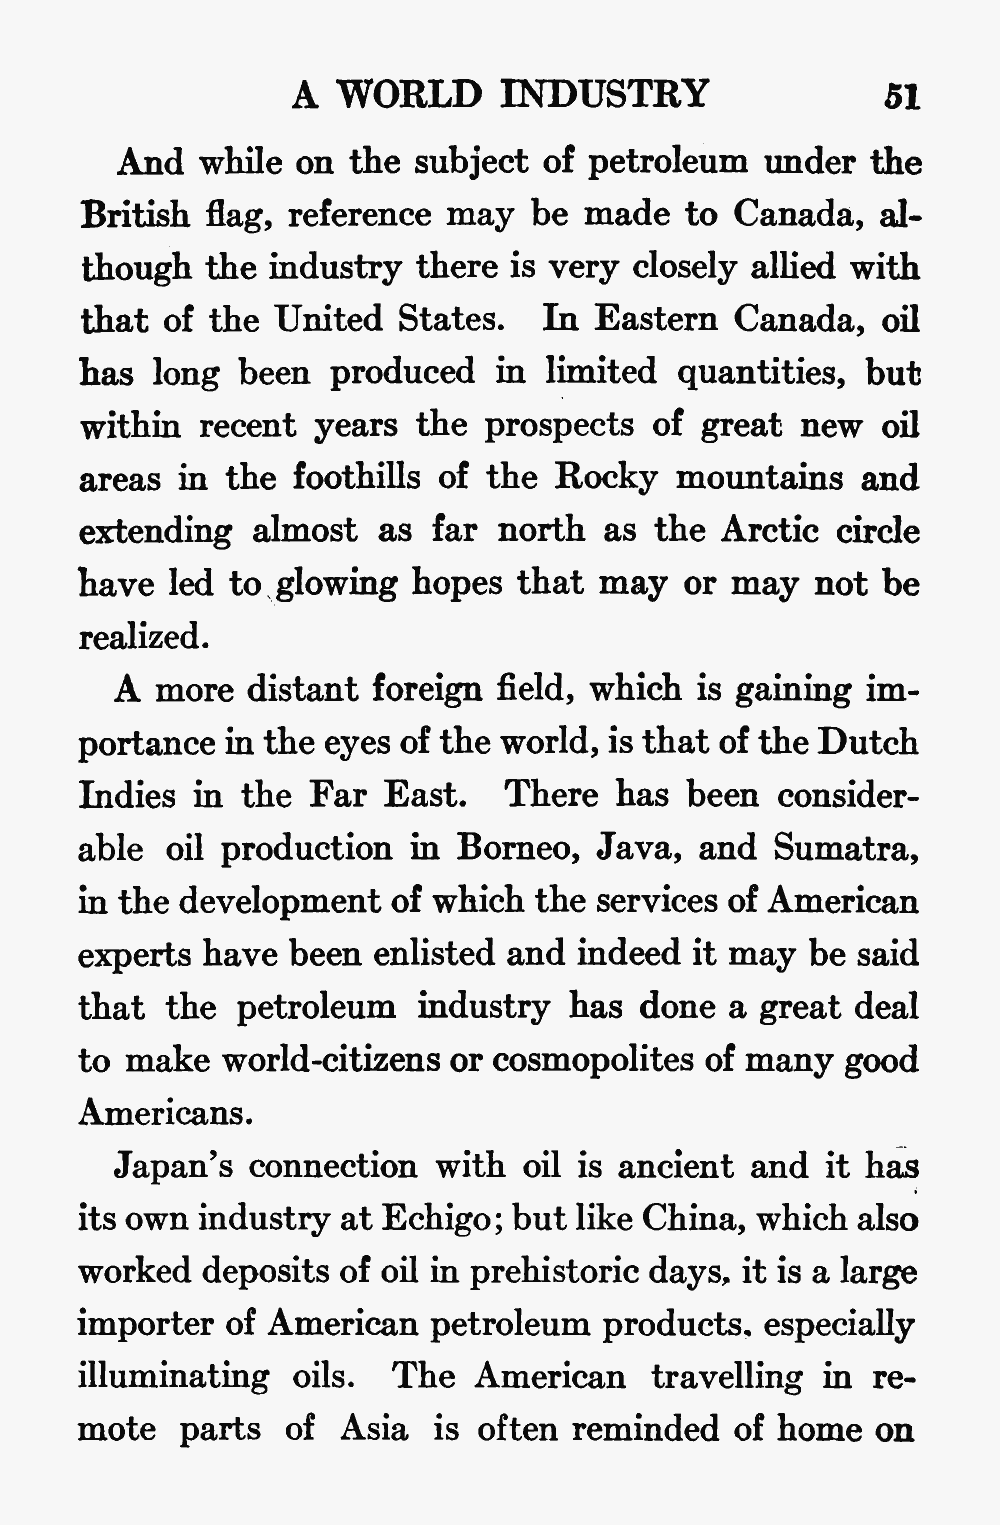 A WORLD INDUSTRY 51
And while on the subject of petroleum under the
British flag, reference may be made to Canada, al-
though the industry there is very closely allied with
that of the United States. In Eastern Canada, oil
has long been produced in limited quantities, but
within recent years the prospects of great new oil
areas in the foothills of the Rocky mountains and
extending almost as far north as the Arctic circle
have led to glowing hopes that may or may not be
realized.
A more distant foreign field, which is gaining im-
portance in the eyes of the world, is that of the Dutch
Indies in the Far East. There has been consider-
able oil production in Borneo, Java, and Sumatra,
in the development of which the services of American
experts have been enlisted and indeed it may be said
that the petroleum industry has done a great deal
to make world-citizens or cosmopolites of many good
Americans.
Japan's connection with oil is ancient and it has
its own industry at Echigo; but like China, which also
worked deposits of oil in prehistoric days, it is a large
importer of American petroleum products, especially
illuminating oils. The American travelling in re-
mote parts of Asia is often reminded of home on